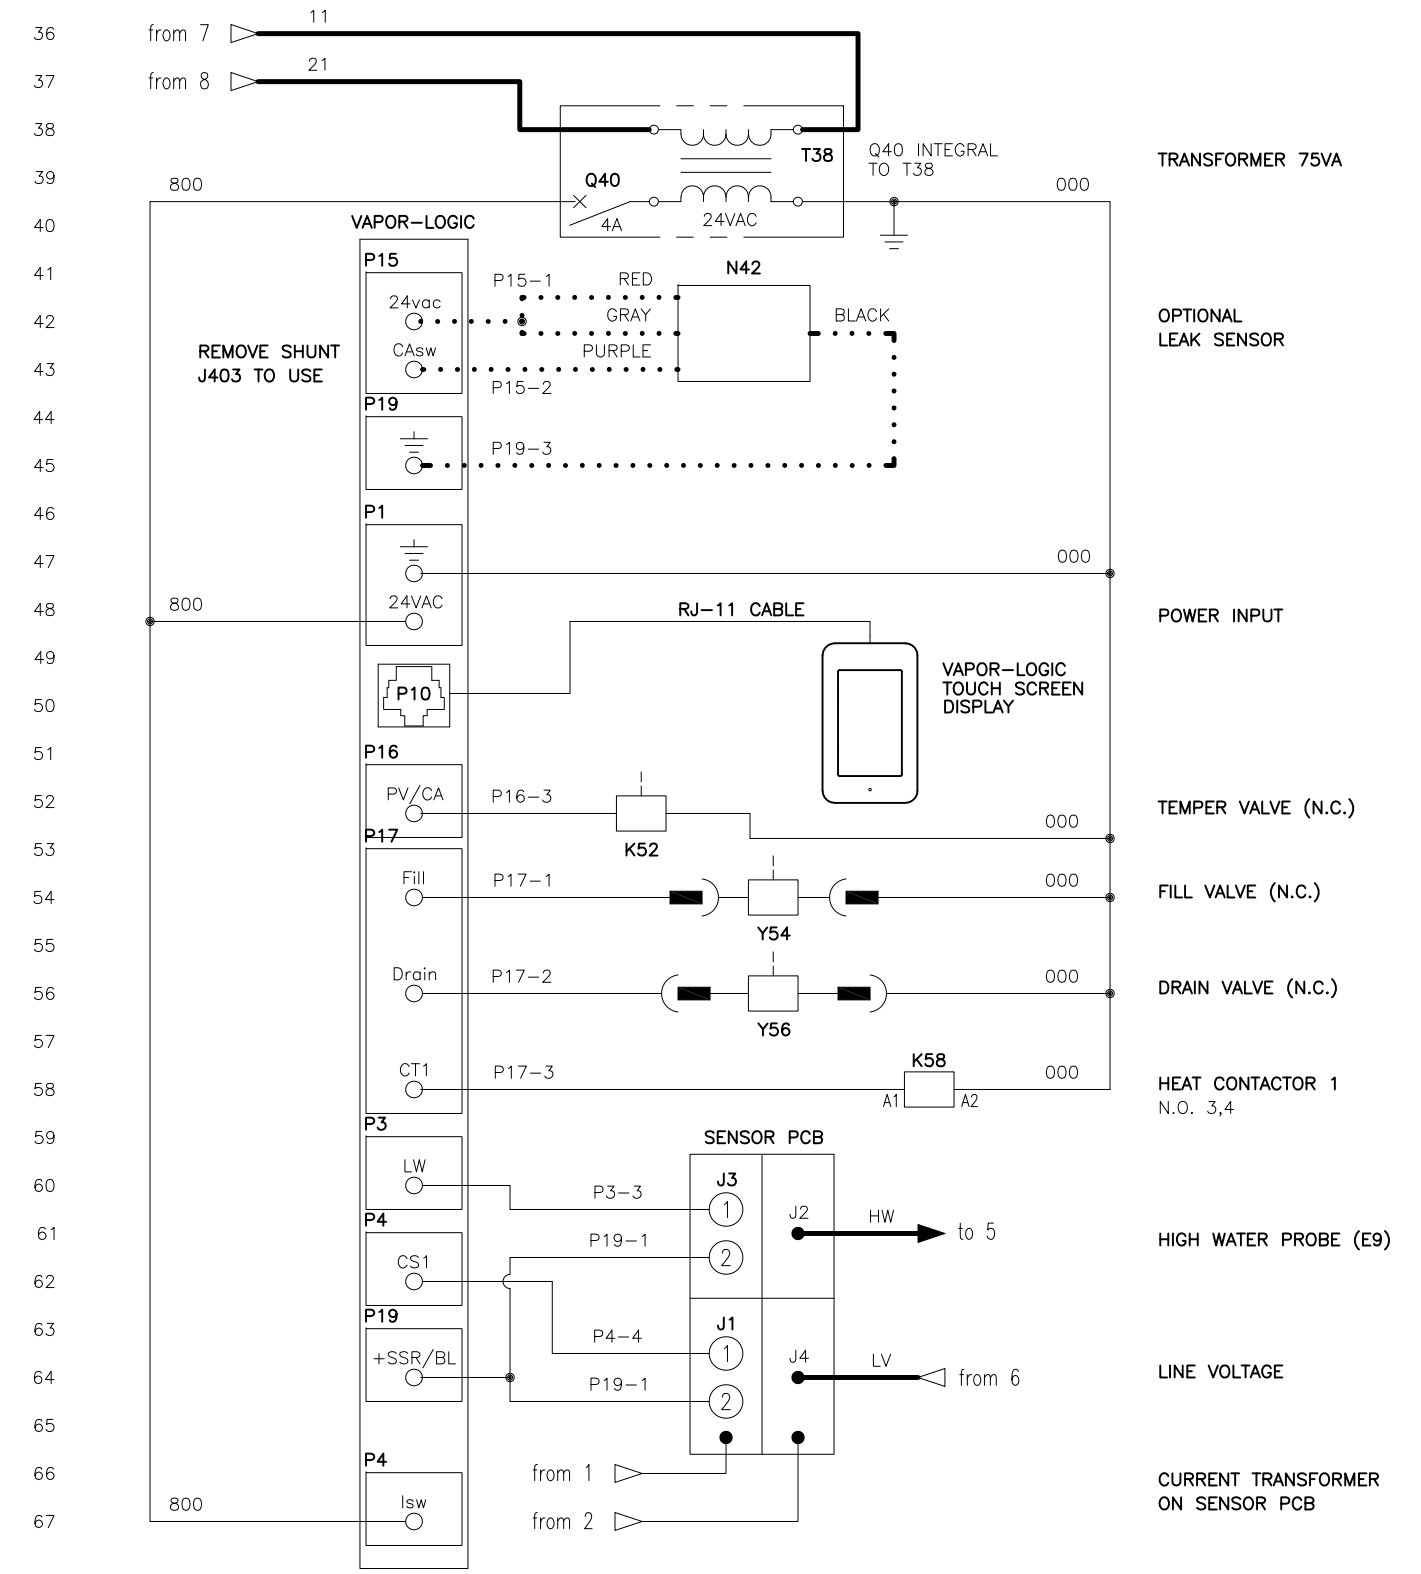 36 from 7 11
37 from 8 21
38
T38 Q40 INTEGRAL
TO T38
TRANSFORMER 75VA
39 800 Q40 000
40 VAPOR-LOGIC 4A 24VAC
41 P15 P15-1 RED N42
24vac
42 GRAY BLACK OPTIONAL
LEAK SENSOR
REMOVE SHUNT
J403 TO USE
CAsw PURPLE
43 P15-2
P19
44
45 P19-3
46 P1
47 000
48 800 24VAC RJ-11 CABLE POWER INPUT
49
P10
VAPOR-LOGIC
TOUCH SCREEN
DISPLAY
50
51 P16
52 PV/CA P16-3 TEMPER VALVE (N.C.)
000
53 P17 K52
54 Fill P17-1 000 FILL VALVE (N.C.)
Y54
55
56 Drain P17-2 000 DRAIN VALVE (N.C.)
Y56
57
K58
58 CT1 P17-3 A1 A2 000 HEAT CONTACTOR 1
N.O. 3,4
59 P3 SENSOR PCB
60 LW P3-3 J3 1
61 P4 P19-1 2 J2 HW to 5 HIGH WATER PROBE (E9)
62 CS1
63 P19 P4-4 J1 1
64 +SSR/BL P19-1 2 J4 LV from 6 LINE VOLTAGE
65
66 P4 from 1 CURRENT TRANSFORMER
ON SENSOR PCB
67 800 Isw from 2